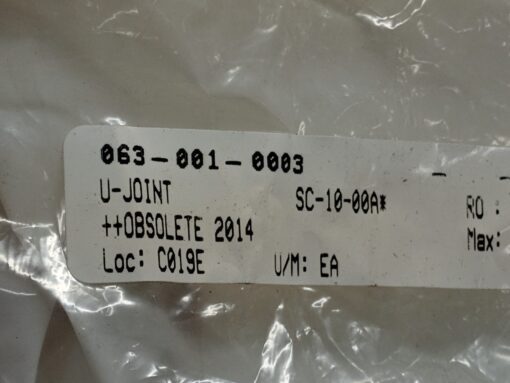 063-001-0003 - -
U-JOINT SC-10-00A* RO :
++OBSOLETE 2014 Max:
Loc: C019E U/M: EA